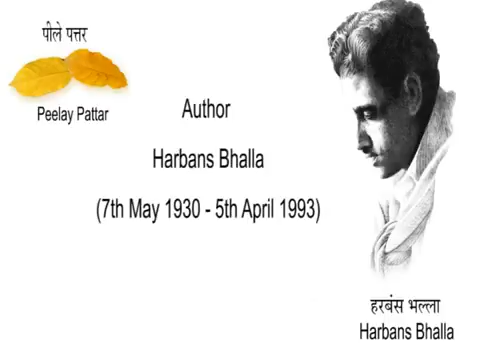 पीले पत्तर
Peelay Pattar
Author
Harbans Bhalla
(7th May 1930 - 5th April 1993)
हरबंस भल्ला
Harbans Bhalla